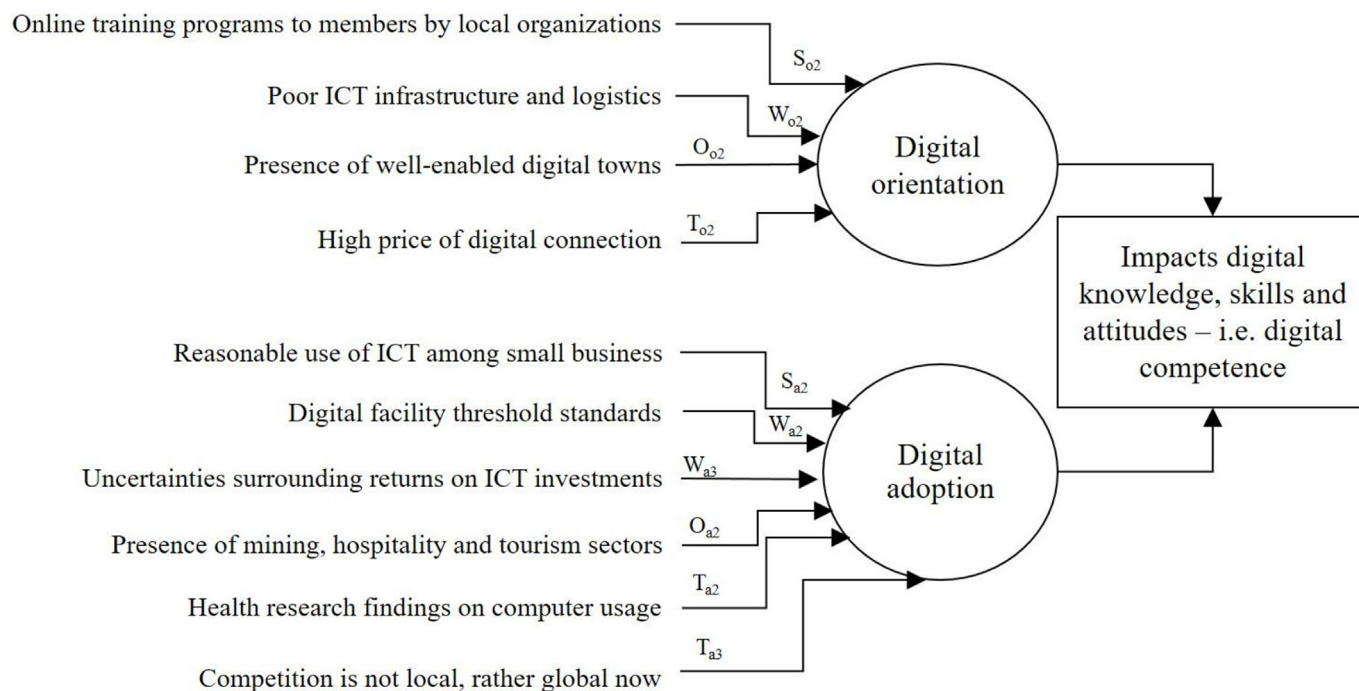 Online training programs to members by local organizations
So2
Poor ICT infrastructure and logistics
Wo2
Presence of well-enabled digital towns
Oo2
High price of digital connection
To2
Digital
orientation
Impacts digital
knowledge, skills and
attitudes – i.e. digital
competence
Reasonable use of ICT among small business
Sa2
Digital facility threshold standards
Wa2
Uncertainties surrounding returns on ICT investments
Wa3
Presence of mining, hospitality and tourism sectors
Oa2
Health research findings on computer usage
Ta2
Competition is not local, rather global now
Ta3
Digital
adoption